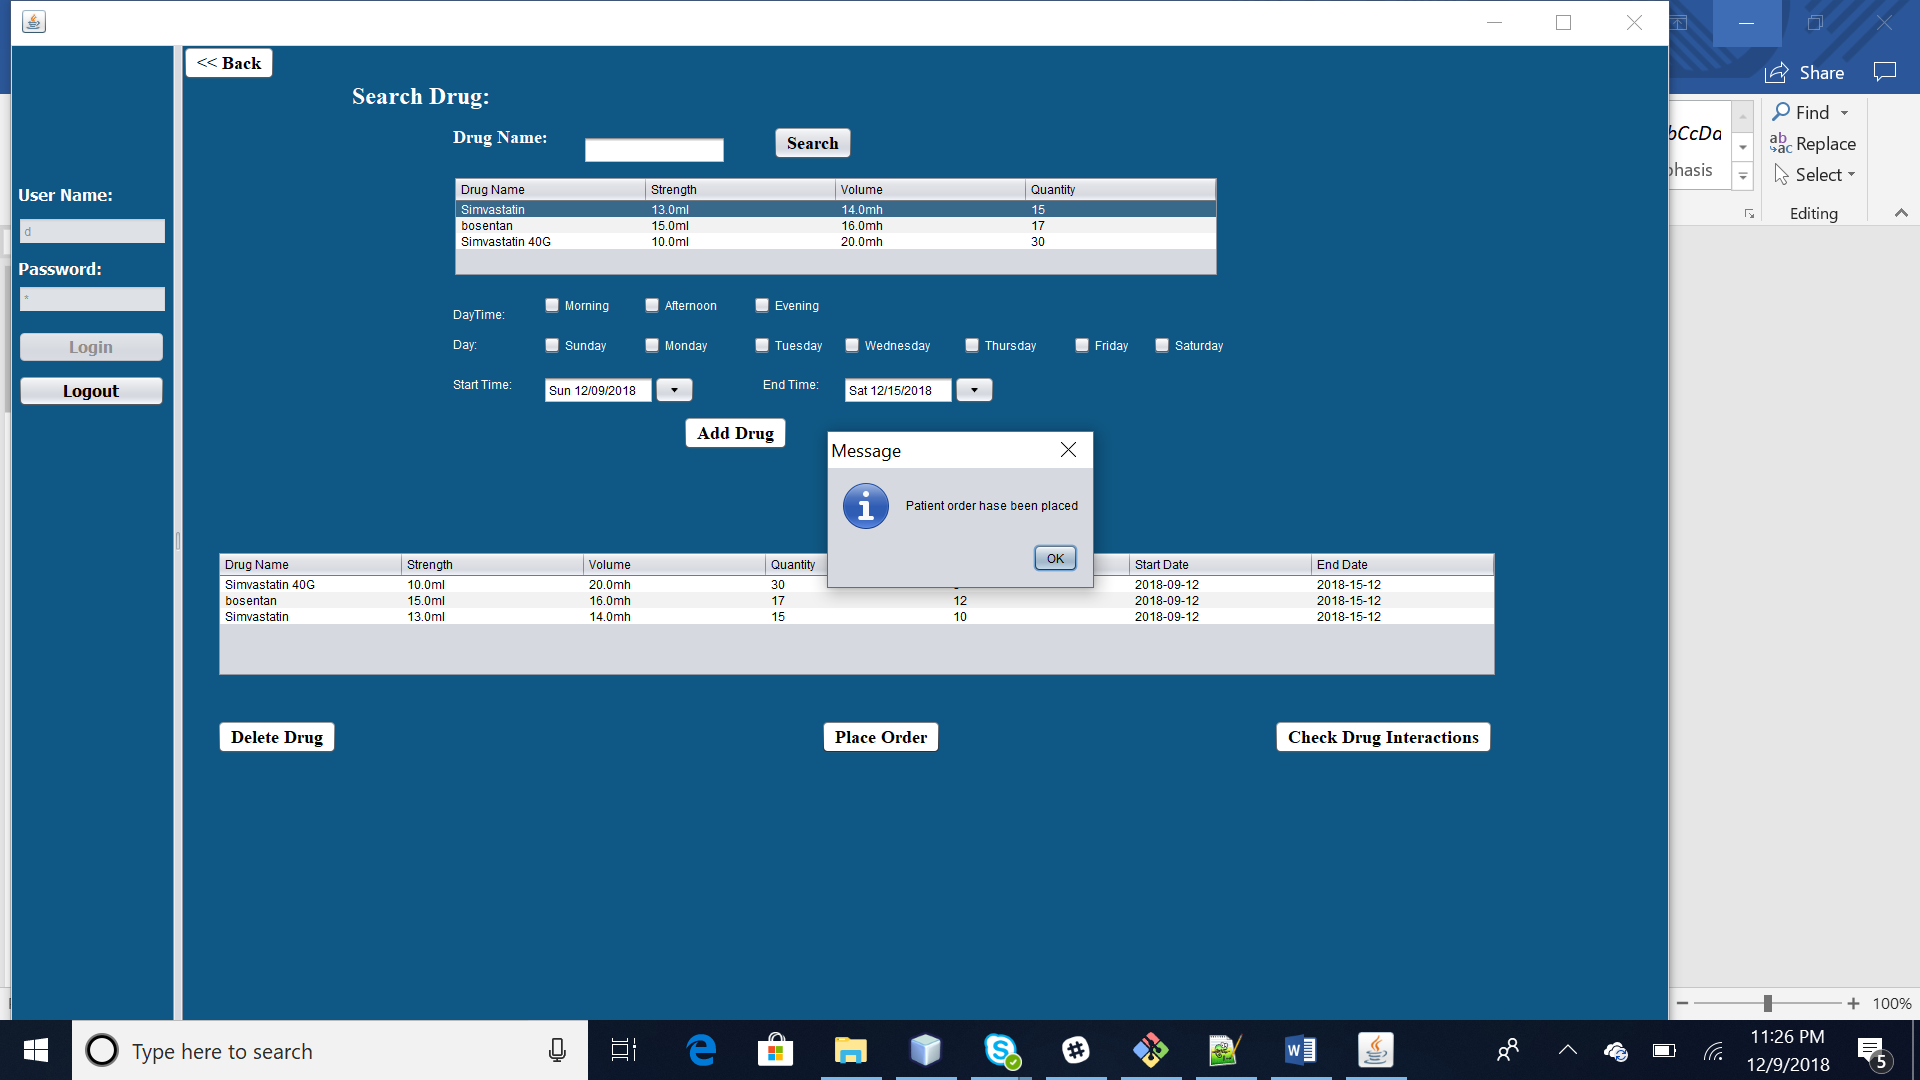 << Back
Search Drug:
Drug Name:
Search
Drug Name Strength Volume Quantity
Simvastatin 13.0ml 14.0mh 15
bosentan 15.0ml 16.0mh 17
Simvastatin 40G 10.0ml 20.0mh 30
User Name:
d
Password:
*
Login
Logout
DayTime: Morning Afternoon Evening
Day: Sunday Monday Tuesday Wednesday Thursday Friday Saturday
Start Time: Sun 12/09/2018 End Time: Sat 12/15/2018
Add Drug
Message
Patient order hase been placed
OK
Drug Name Strength Volume Quantity Start Date End Date
Simvastatin 40G 10.0ml 20.0mh 30 2018-09-12 2018-15-12
bosentan 15.0ml 16.0mh 17 12 2018-09-12 2018-15-12
Simvastatin 13.0ml 14.0mh 15 10 2018-09-12 2018-15-12
Delete Drug
Place Order
Check Drug Interactions
Share
Find
Replace
Select
Editing
100%
Type here to search
11:26 PM
12/9/2018
5